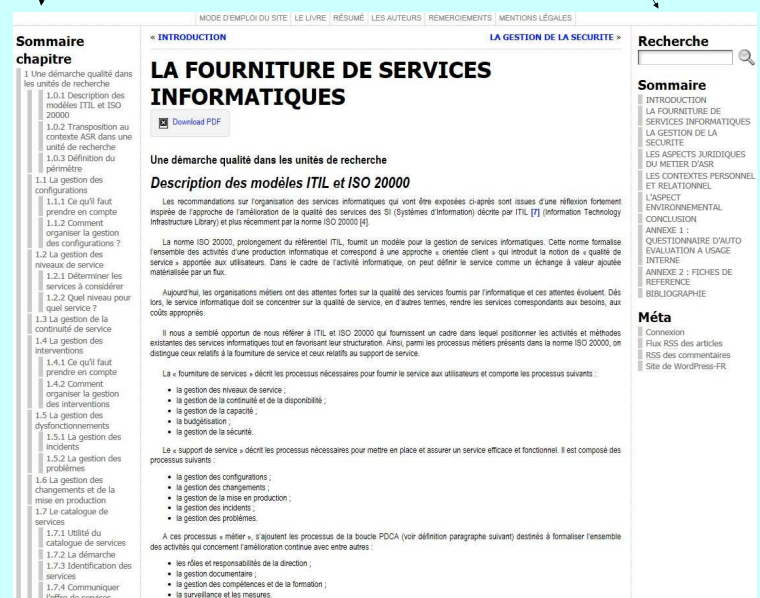 MODE D'EMPLOI DU SITE LE LIVRE RÉSUMÉ LES AUTEURS REMERCIEMENTS MENTIONS LÉGALES
Sommaire
chapitre
1 Une démarche qualité dans
les unités de recherche
1.0.1 Description des
modèles ITIL et ISO
20000
1.0.2 Transposition au
contexte ASR dans une
unité de recherche
1.0.3 Définition du
périmètre
1.1 La gestion des
configurations
1.1.1 Ce qu'il faut
prendre en compte
1.1.2 Comment
organiser la gestion
des configurations ?
1.2 La gestion des
niveaux de service
1.2.1 Déterminer les
services à considérer
1.2.2 Quel niveau pour
quel service ?
1.3 La gestion de la
continuité de service
1.4 La gestion des
interventions
1.4.1 Ce qu'il faut
prendre en compte
1.4.2 Comment
organiser la gestion
des interventions
1.5 La gestion des
dysfonctionnements
1.5.1 La gestion des
incidents
1.5.2 La gestion des
problèmes
1.6 La gestion des
changements et de la
mise en production
1.7 Le catalogue de
services
1.7.1 Utilité du
catalogue de services
1.7.2 La démarche
1.7.3 Identification des
services
1.7.4 Communiquer
l'offre de services
« INTRODUCTION
LA GESTION DE LA SECURITE »
LA FOURNITURE DE SERVICES
INFORMATIQUES
Download PDF
Une démarche qualité dans les unités de recherche
Description des modèles ITIL et ISO 20000
Les recommandations sur l'organisation des services informatiques qui vont être exposées ci-après sont issues d'une réflexion fortement
inspirée de l'approche de l'amélioration de la qualité des services des SI (Systèmes d'Information) décrite par ITIL [7] (Information Technology
Infrastructure Library) et plus récemment par la norme ISO 20000 [4].
La norme ISO 20000, prolongement du référentiel ITIL, fournit un modèle pour la gestion de services informatiques. Cette norme formalise
l'ensemble des activités d'une production informatique et correspond à une approche « orientée client » qui introduit la notion de « qualité de
service » apportée aux utilisateurs. Dans le cadre de l'activité informatique, on peut définir le service comme un échange à valeur ajoutée
matérialisée par un flux.
Aujourd'hui, les organisations métiers ont des attentes fortes sur la qualité des services fournis par l'informatique et ces attentes évoluent. Dès
lors, le service informatique doit se concentrer sur la qualité de service, en d'autres termes, rendre les services correspondants aux besoins, aux
coûts appropriés.
Il nous a semblé opportun de nous référer à ITIL et ISO 20000 qui fournissent un cadre dans lequel positionner les activités et méthodes
existantes des services informatiques tout en favorisant leur structuration. Ainsi, parmi les processus métiers présents dans la norme ISO 20000, on
distingue ceux relatifs à la fourniture de service et ceux relatifs au support de service.
La « fourniture de services » décrit les processus nécessaires pour fournir le service aux utilisateurs et comporte les processus suivants :
• la gestion des niveaux de service ;
• la gestion de la continuité et de la disponibilité ;
• la gestion de la capacité ;
• la budgétisation ;
• la gestion de la sécurité.
Le « support de service » décrit les processus nécessaires pour mettre en place et assurer un service efficace et fonctionnel. Il est composé des
processus suivants :
• la gestion des configurations ;
• la gestion des changements ;
• la gestion de la mise en production ;
• la gestion des incidents ;
• la gestion des problèmes.
A ces processus « métier », s'ajoutent les processus de la boucle PDCA (voir définition paragraphe suivant) destinés à formaliser l'ensemble
des activités qui concernent l'amélioration continue avec entre autres :
• les rôles et responsabilités de la direction ;
• la gestion documentaire ;
• la gestion des compétences et de la formation ;
• la surveillance et les mesures.
Recherche
Sommaire
INTRODUCTION
LA FOURNITURE DE
SERVICES INFORMATIQUES
LA GESTION DE LA
SECURITE
LES ASPECTS JURIDIQUES
DU METIER D'ASR
LES CONTEXTES PERSONNEL
ET RELATIONNEL
L'ASPECT
ENVIRONNEMENTAL
CONCLUSION
ANNEXE 1 :
QUESTIONNAIRE D'AUTO
EVALUATION A USAGE
INTERNE
ANNEXE 2 : FICHES DE
REFERENCE
BIBLIOGRAPHIE
Méta
Connexion
Flux RSS des articles
RSS des commentaires
Site de WordPress-FR